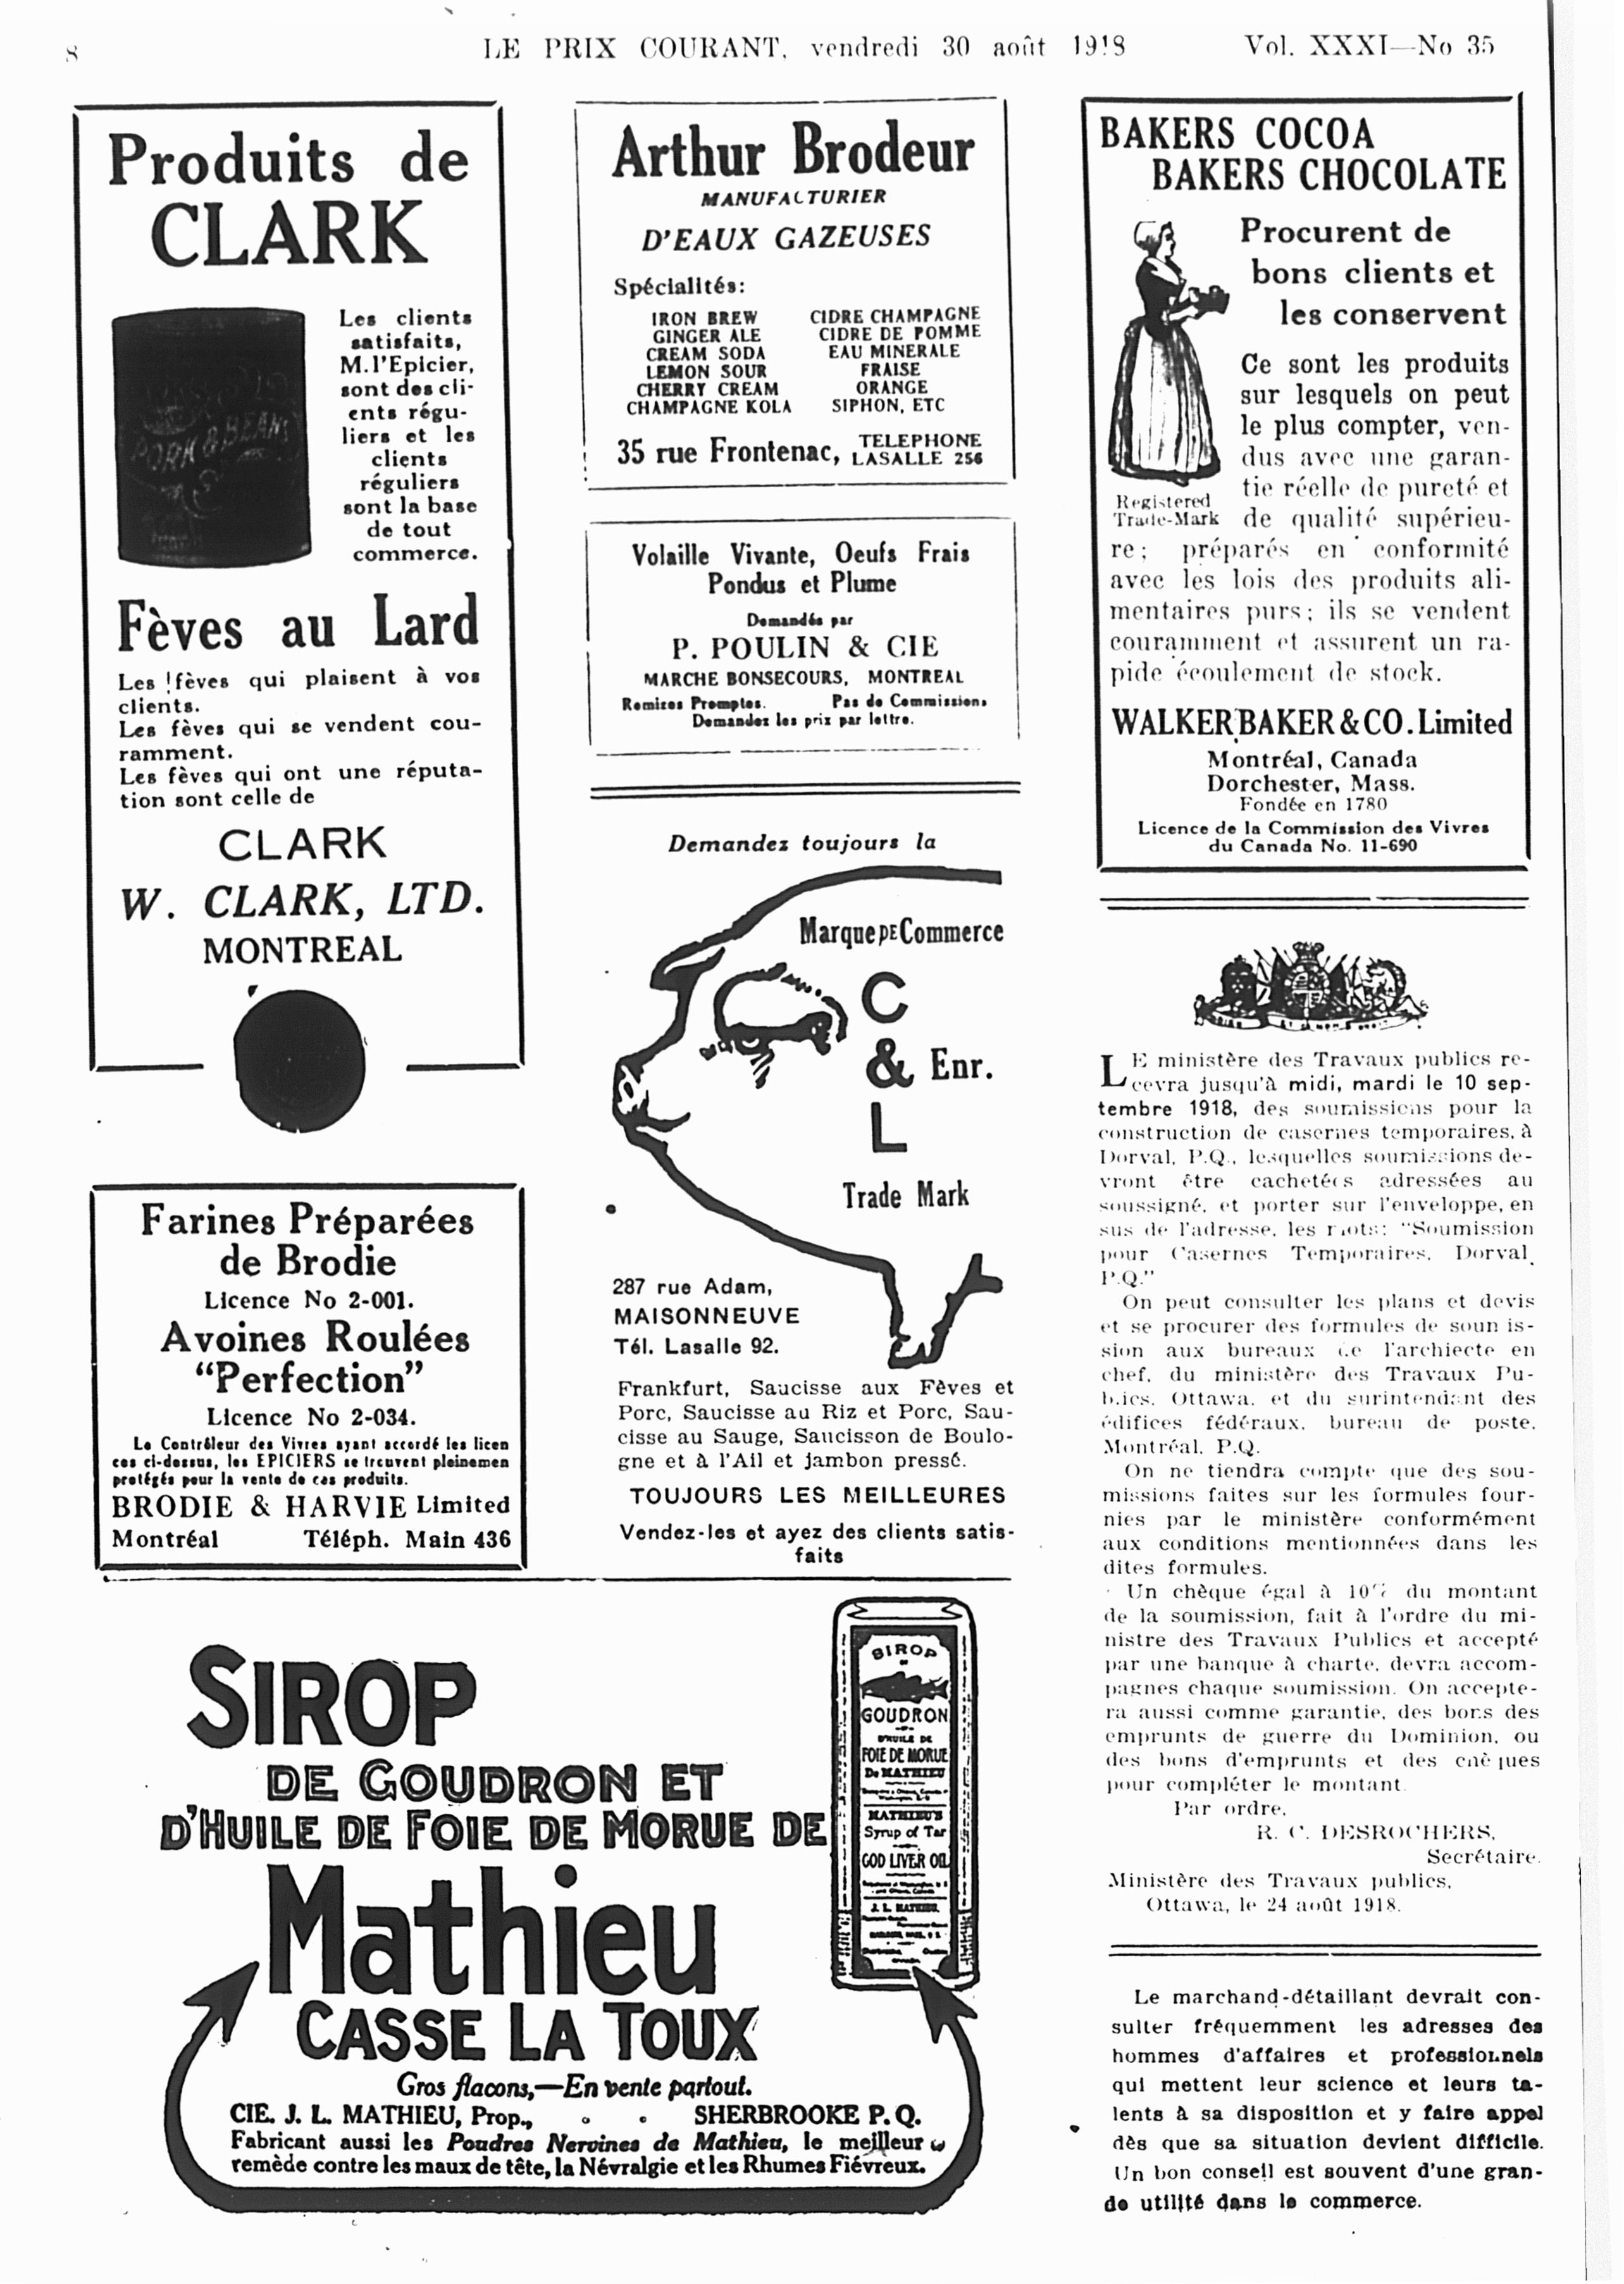 8
LE PRIX COURANT, vendredi 30 août 1918
Vol. XXXI—No 35
Produits de
CLARK
PORK & BEANS
Les clients
satisfaits,
M. l'Epicier,
sont des cli-
ents régu-
liers et les
clients
réguliers
sont la base
de tout
commerce.
Fèves au Lard
Les fèves qui plaisent à vos
clients.
Les fèves qui se vendent cou-
ramment.
Les fèves qui ont une réputa-
tion sont celle de
CLARK
W. CLARK, LTD.
MONTREAL
Farines Préparées
de Brodie
Licence No 2-001.
Avoines Roulées
“Perfection”
Licence No 2-034.
Le Contrôleur des Vivres ayant accordé les licen
ces ci-dessus, les EPICIERS se trouvent pleinemen
protégés pour la vente de ces produits.
BRODIE & HARVIE Limited
Montréal Téléph. Main 436
Arthur Brodeur
MANUFACTURIER
D'EAUX GAZEUSES
Spécialités:
IRON BREW
GINGER ALE
CREAM SODA
LEMON SOUR
CHERRY CREAM
CHAMPAGNE KOLA
CIDRE CHAMPAGNE
CIDRE DE POMME
EAU MINERALE
FRAISE
ORANGE
SIPHON, ETC
35 rue Frontenac, TELEPHONE
LASALLE 256
Volaille Vivante, Oeufs Frais
Pondus et Plume
Demandés par
P. POULIN & CIE
MARCHE BONSECOURS, MONTREAL
Remises Promptes. Pas de Commission.
Demandez les prix par lettre.
Demandez toujours la
Marque DE Commerce
C
& Enr.
L
Trade Mark
287 rue Adam,
MAISONNEUVE
Tél. Lasalle 92.
Frankfurt, Saucisse aux Fèves et
Porc, Saucisse au Riz et Porc, Sau-
cisse au Sauge, Saucisson de Boulo-
gne et à l'Ail et jambon pressé.
TOUJOURS LES MEILLEURES
Vendez-les et ayez des clients satis-
faits
SIROP
DE GOUDRON ET
D'HUILE DE FOIE DE MORUE DE
Mathieu
CASSE LA TOUX
Gros flacons,—En vente partout.
CIE. J. L. MATHIEU, Prop., SHERBROOKE P. Q.
Fabricant aussi les Poudres Nervines de Mathieu, le meilleur
remède contre les maux de tête, la Névralgie et les Rhumes Fiévreux.
SIROP
GOUDRON
D'HUILE DE
FOIE DE MORUE
De MATHIEU
MATHIEU'S
Syrup of Tar
COD LIVER OIL
J. L. MATHIEU,
BAKERS COCOA
BAKERS CHOCOLATE
Procurent de
bons clients et
les conservent
Registered
Trade-Mark
Ce sont les produits
sur lesquels on peut
le plus compter, ven-
dus avec une garan-
tie réelle de pureté et
de qualité supérieu-
re; préparés en conformité
avec les lois des produits ali-
mentaires purs; ils se vendent
couramment et assurent un ra-
pide écoulement de stock.
WALKER BAKER & CO. Limited
Montréal, Canada
Dorchester, Mass.
Fondée en 1780
Licence de la Commission des Vivres
du Canada No. 11-690
LE ministère des Travaux publics re-
cevra jusqu'à midi, mardi le 10 sep-
tembre 1918, des soumissions pour la
construction de casernes temporaires, à
Dorval, P.Q., lesquelles soumissions de-
vront être cachetées adressées au
soussigné, et porter sur l'enveloppe, en
sus de l'adresse, les mots: “Soumission
pour Casernes Temporaires, Dorval,
P.Q.”
On peut consulter les plans et devis
et se procurer des formules de soumis-
sion aux bureaux de l'archiecte en
chef, du ministère des Travaux Pu-
blics, Ottawa, et du surintendant des
édifices fédéraux, bureau de poste,
Montréal, P.Q.
On ne tiendra compte que des sou-
missions faites sur les formules four-
nies par le ministère conformément
aux conditions mentionnées dans les
dites formules.
Un chèque égal à 10% du montant
de la soumission, fait à l'ordre du mi-
nistre des Travaux Publics et accepté
par une banque à charte, devra accom-
pagnes chaque soumission. On accepte-
ra aussi comme garantie, des bons des
emprunts de guerre du Dominion, ou
des bons d'emprunts et des chèques
pour compléter le montant.
Par ordre,
R. C. DESROCHERS,
Secrétaire.
Ministère des Travaux publics,
Ottawa, le 24 août 1918.
Le marchand-détaillant devrait con-
sulter fréquemment les adresses des
hommes d'affaires et professionnels
qui mettent leur science et leurs ta-
lents à sa disposition et y faire appel
dès que sa situation devient difficile.
Un bon conseil est souvent d'une gran-
de utilité dans le commerce.